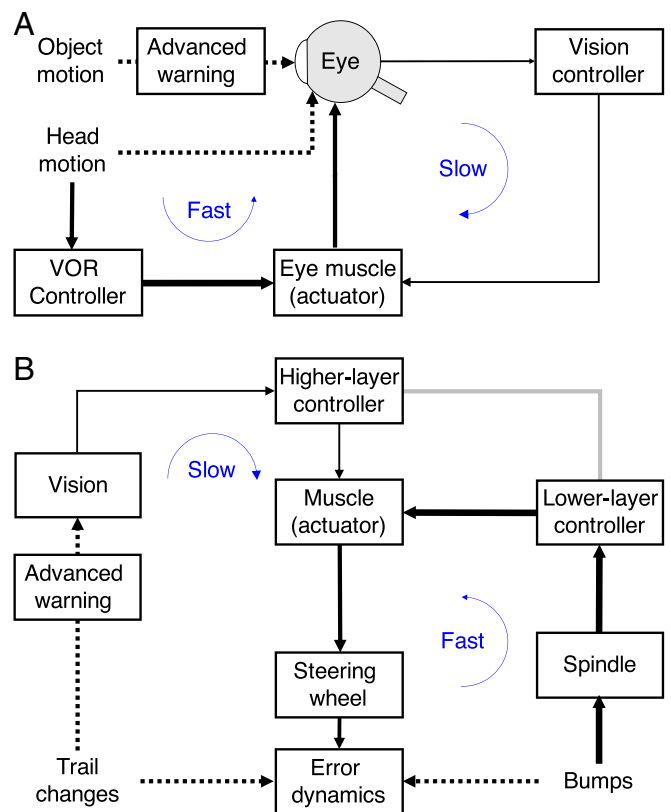 A
Object
motion
Advanced
warning
Eye
Vision
controller
Head
motion
Fast
Slow
VOR
Controller
Eye muscle
(actuator)
B
Higher-layer
controller
Slow
Vision
Muscle
(actuator)
Lower-layer
controller
Advanced
warning
Fast
Spindle
Steering
wheel
Trail
changes
Error
dynamics
Bumps